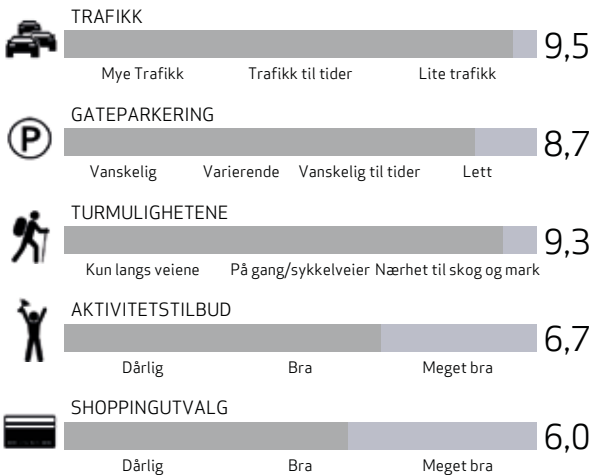 TRAFIKK
9,5
Mye Trafikk Trafikk til tider Lite trafikk
GATEPARKERING
P
8,7
Vanskelig Varierende Vanskelig til tider Lett
TURMULIGHETENE
9,3
Kun langs veiene På gang/sykkelveier Nærhet til skog og mark
AKTIVITETSTILBUD
6,7
Dårlig Bra Meget bra
SHOPPINGUTVALG
6,0
Dårlig Bra Meget bra